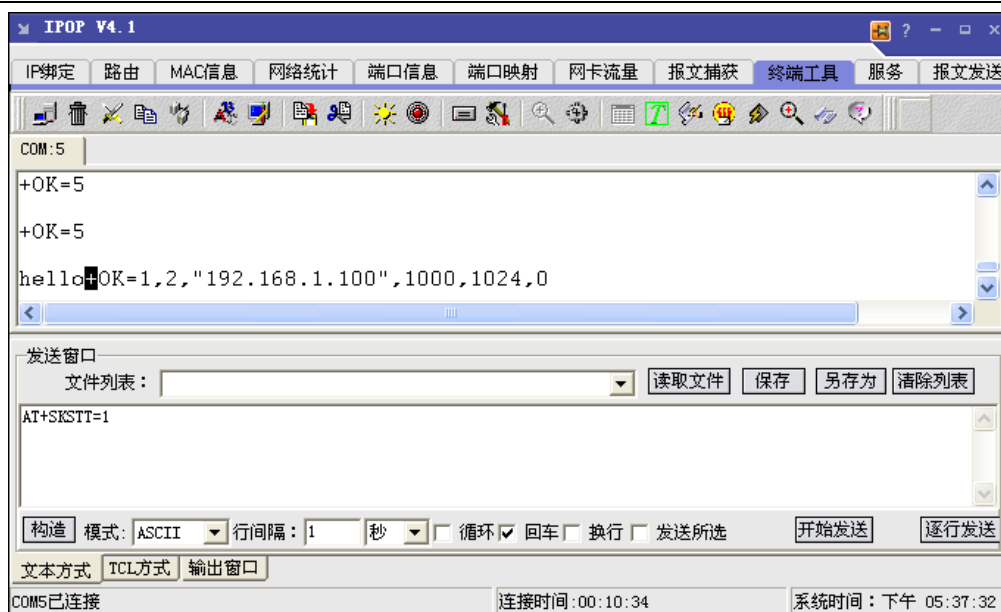 IPOP V4.1
IP绑定 路由 MAC信息 网络统计 端口信息 端口映射 网卡流量 报文捕获 终端工具 服务 报文发送
COM:5
+OK=5
+OK=5
hello+OK=1,2,"192.168.1.100",1000,1024,0
发送窗口
文件列表： 读取文件 保存 另存为 清除列表
AT+SKSTT=1
构造 模式: ASCII 行间隔：1 秒 循环 回车 换行 发送所选 开始发送 逐行发送
文本方式 TCL方式 输出窗口
COM5已连接 连接时间:00:10:34 系统时间：下午 05:37:32